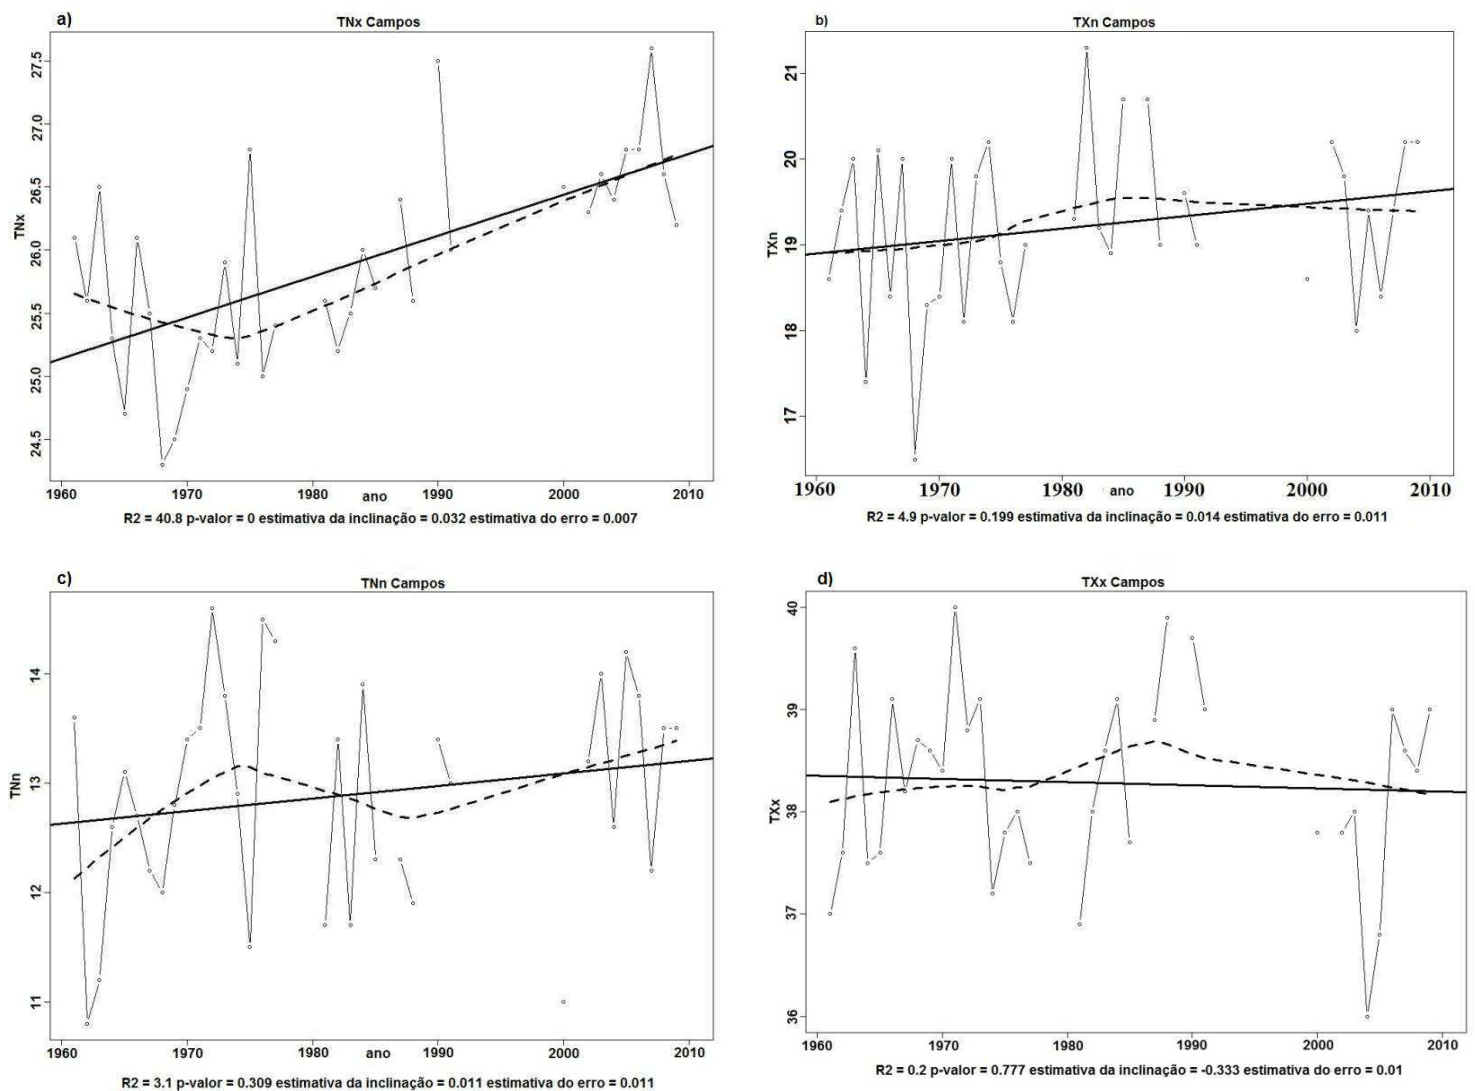 a)
TNx Campos
TNx
27.5
27.0
26.5
26.0
25.5
25.0
24.5
1960 1970 1980 1990 2000 2010
ano
R2 = 40.8 p-valor = 0 estimativa da inclinação = 0.032 estimativa do erro = 0.007
b)
TXn Campos
TXn
21
20
19
18
17
1960 1970 1980 1990 2000 2010
ano
R2 = 4.9 p-valor = 0.199 estimativa da inclinação = 0.014 estimativa do erro = 0.011
c)
TNn Campos
TNn
14
13
12
11
1960 1970 1980 1990 2000 2010
ano
R2 = 3.1 p-valor = 0.309 estimativa da inclinação = 0.011 estimativa do erro = 0.011
d)
TXx Campos
TXx
40
39
38
37
36
1960 1970 1980 1990 2000 2010
R2 = 0.2 p-valor = 0.777 estimativa da inclinação = -0.333 estimativa do erro = 0.01